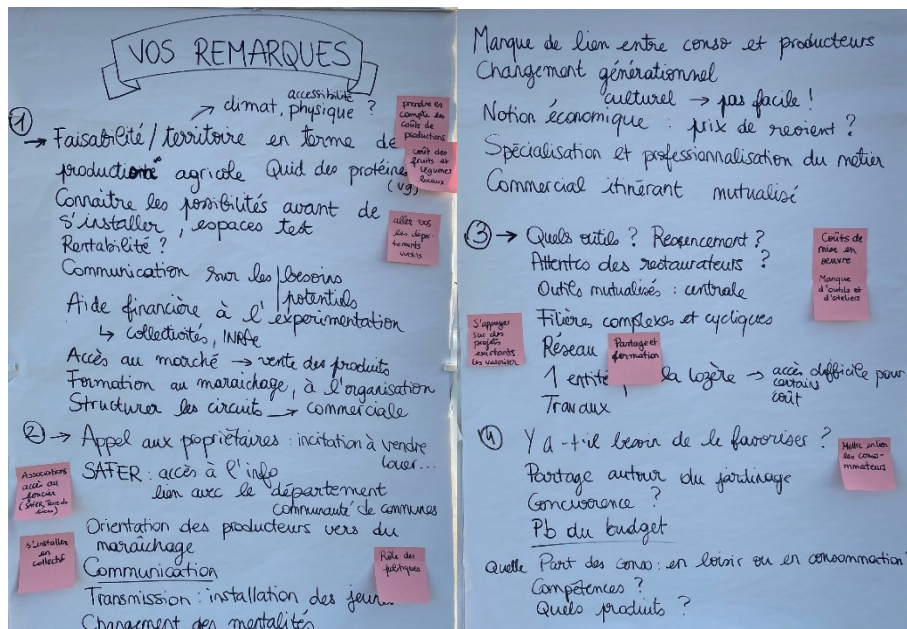 VOS REMARQUES
① → climat, accessibilité physique ?
→ Faisabilité / territoire en terme de
production agricole Quid des protéines
(vg)
Connaitre les possibilités avant de
s'installer, espaces test
Rentabilité ?
Communication sur les besoins
potentiels
Aide financière à l'expérimentation
↳ collectivités, INRAe
Accès au marché → vente des produits
Formation au maraichage, à l'organisation
Structurer les circuits → commerciale
prendre en
compte les
coûts de
productions
coût des
fruits et
légumes
locaux
aller vers
les dépar-
tements
voisins
② → Appel aux popriétaires : incitation à vendre
louer...
SAFER : accès à l'info
lien avec le département
communauté de communes
Orientation des producteurs vers du
maraîchage
Communication
Transmission : installation des jeunes
Changement des mentalités
Associations
accès au
foncier
(SAFER, Terre de
liens)
s'installer
en
collectif
Rôle des
politiques
Manque de lien entre conso et producteurs
Changement générationnel
culturel → pas facile !
Notion économique : prix de revient ?
Spécialisation et professionnalisation du métier
Commercial itinérant mutualisé
③ → Quels outils ? Recensement ?
Attentes des restaurateurs ?
Outils mutualisés : centrale
Filières complexes et cycliques
Réseau
1 entité la Lozère → accès difficile pour
certains
coût
Travaux
Coûts de
mise en
oeuvre
Manque
d'outils et
d'ateliers
S'appuyer
sur des
projets
existants
les valoriser
Partage et
formation
④ Y a-t-il besoin de le favoriser ?
Partage autour du jardinage
Concurrence ?
Pb du budget
Quelle Part des conso : en loisir ou en consommation
Compétences ?
Quels produits ?
Mettre en lien
les conso-
mmateurs